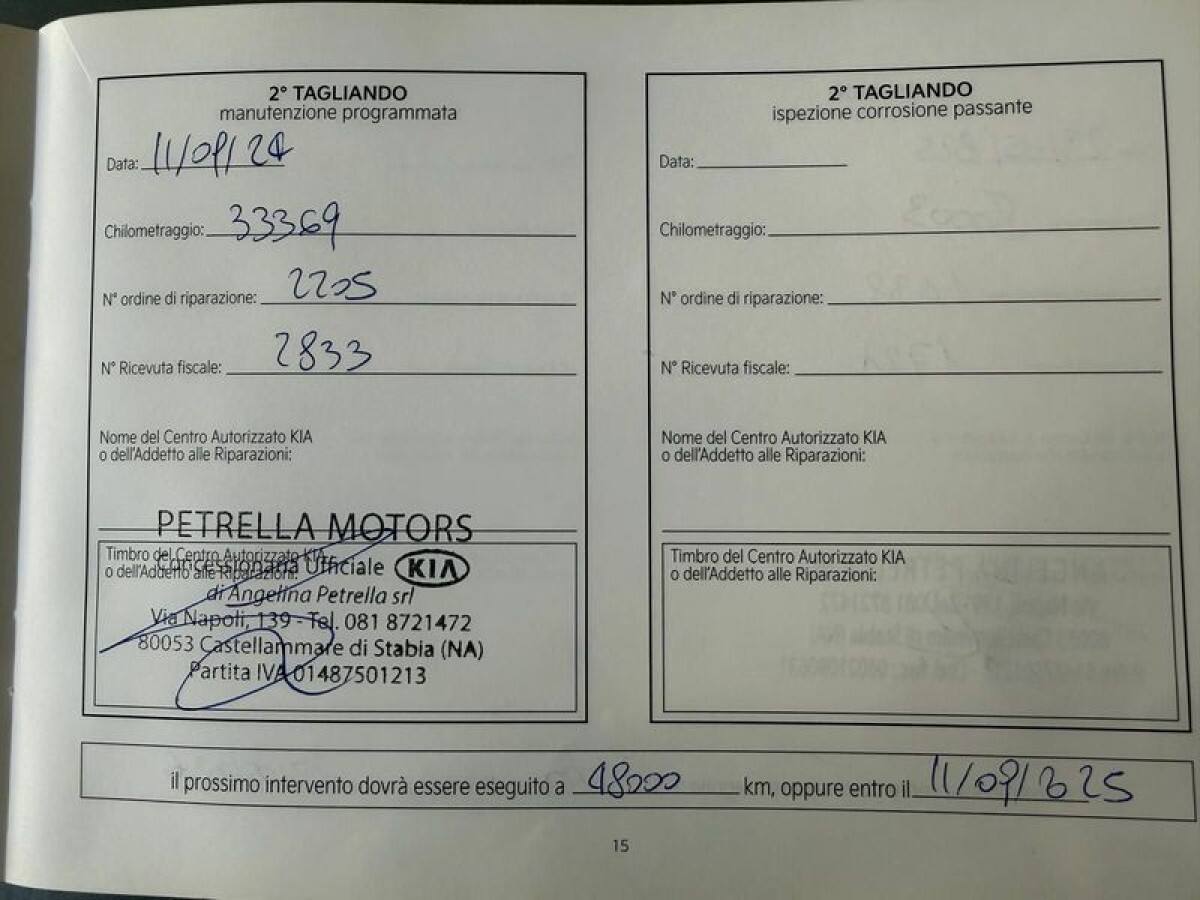 2° TAGLIANDO
manutenzione programmata
Data: 11/09/24
Chilometraggio: 33369
N° ordine di riparazione: 2205
N° Ricevuta fiscale: 2833
Nome del Centro Autorizzato KIA
o dell'Addetto alle Riparazioni:
PETRELLA MOTORS
Timbro del Centro Autorizzato KIA
o dell'Addetto alle Riparazioni:
Concessionaria Ufficiale KIA
di Angelina Petrella srl
Via Napoli, 139 - Tel. 081 8721472
80053 Castellammare di Stabia (NA)
Partita IVA 01487501213
2° TAGLIANDO
ispezione corrosione passante
Data:
Chilometraggio:
N° ordine di riparazione:
N° Ricevuta fiscale:
Nome del Centro Autorizzato KIA
o dell'Addetto alle Riparazioni:
Timbro del Centro Autorizzato KIA
o dell'Addetto alle Riparazioni:
il prossimo intervento dovrà essere eseguito a 48000 km, oppure entro il 11/09/2025
15